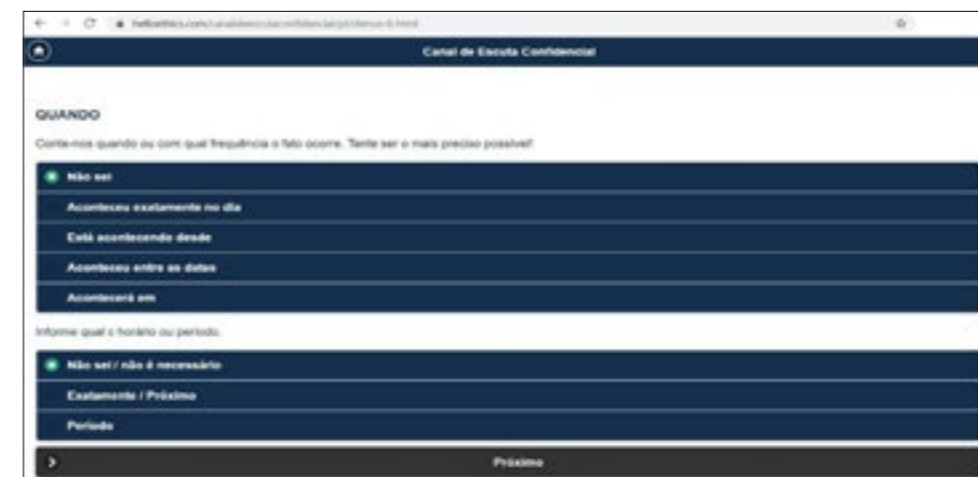 Canal de Escuta Confidencial
QUANDO
Conte-nos quando ou com qual frequência o fato ocorre. Tente ser o mais preciso possível!
Não sei
Aconteceu exatamente no dia
Está acontecendo desde
Aconteceu entre as datas
Acontecerá em
Informe qual o horário ou período.
Não sei / não é necessário
Exatamente / Próximo
Período
Próximo